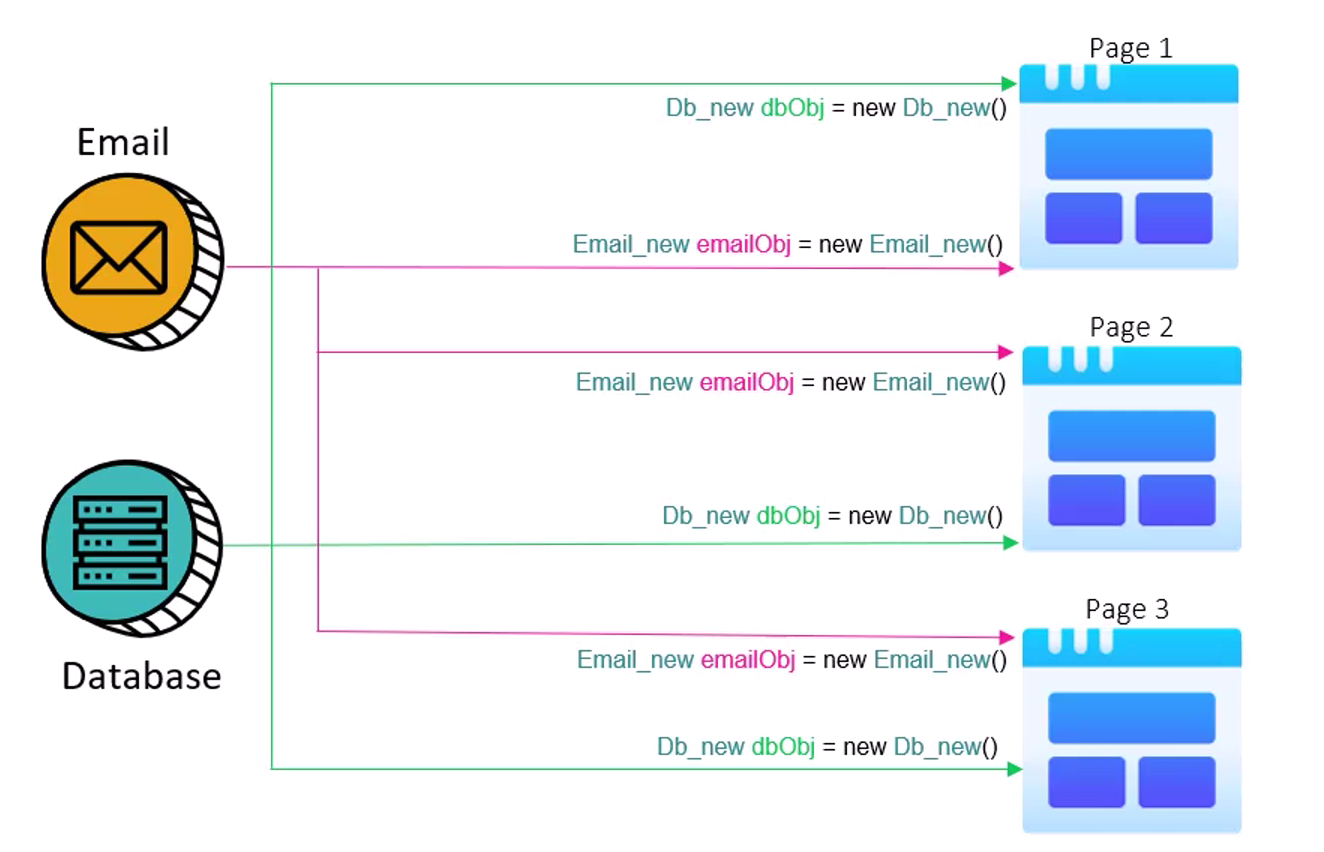 Page 1
Db_new dbObj = new Db_new()
Email
Email_new emailObj = new Email_new()
Page 2
Email_new emailObj = new Email_new()
Db_new dbObj = new Db_new()
Page 3
Email_new emailObj = new Email_new()
Database
Db_new dbObj = new Db_new()